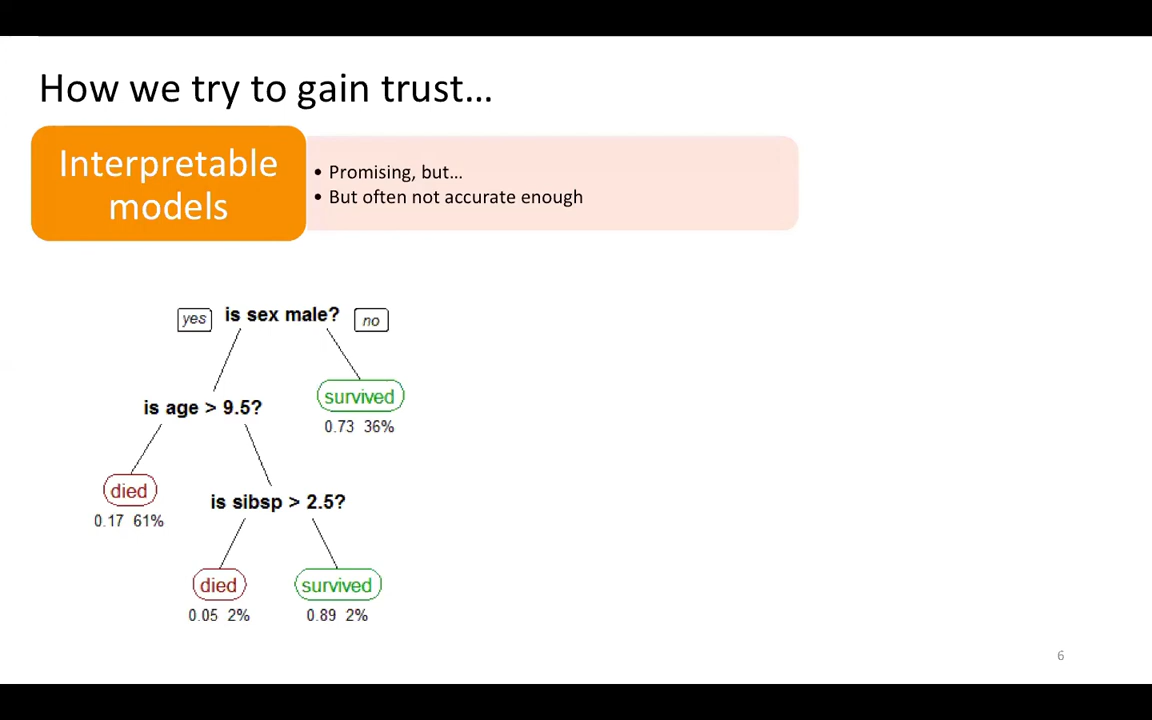 How we try to gain trust...
Interpretable
models
• Promising, but...
• But often not accurate enough
yes
is sex male?
no
is age > 9.5?
survived
0.73 36%
died
0.17 61%
is sibsp > 2.5?
died
0.05 2%
survived
0.89 2%
6